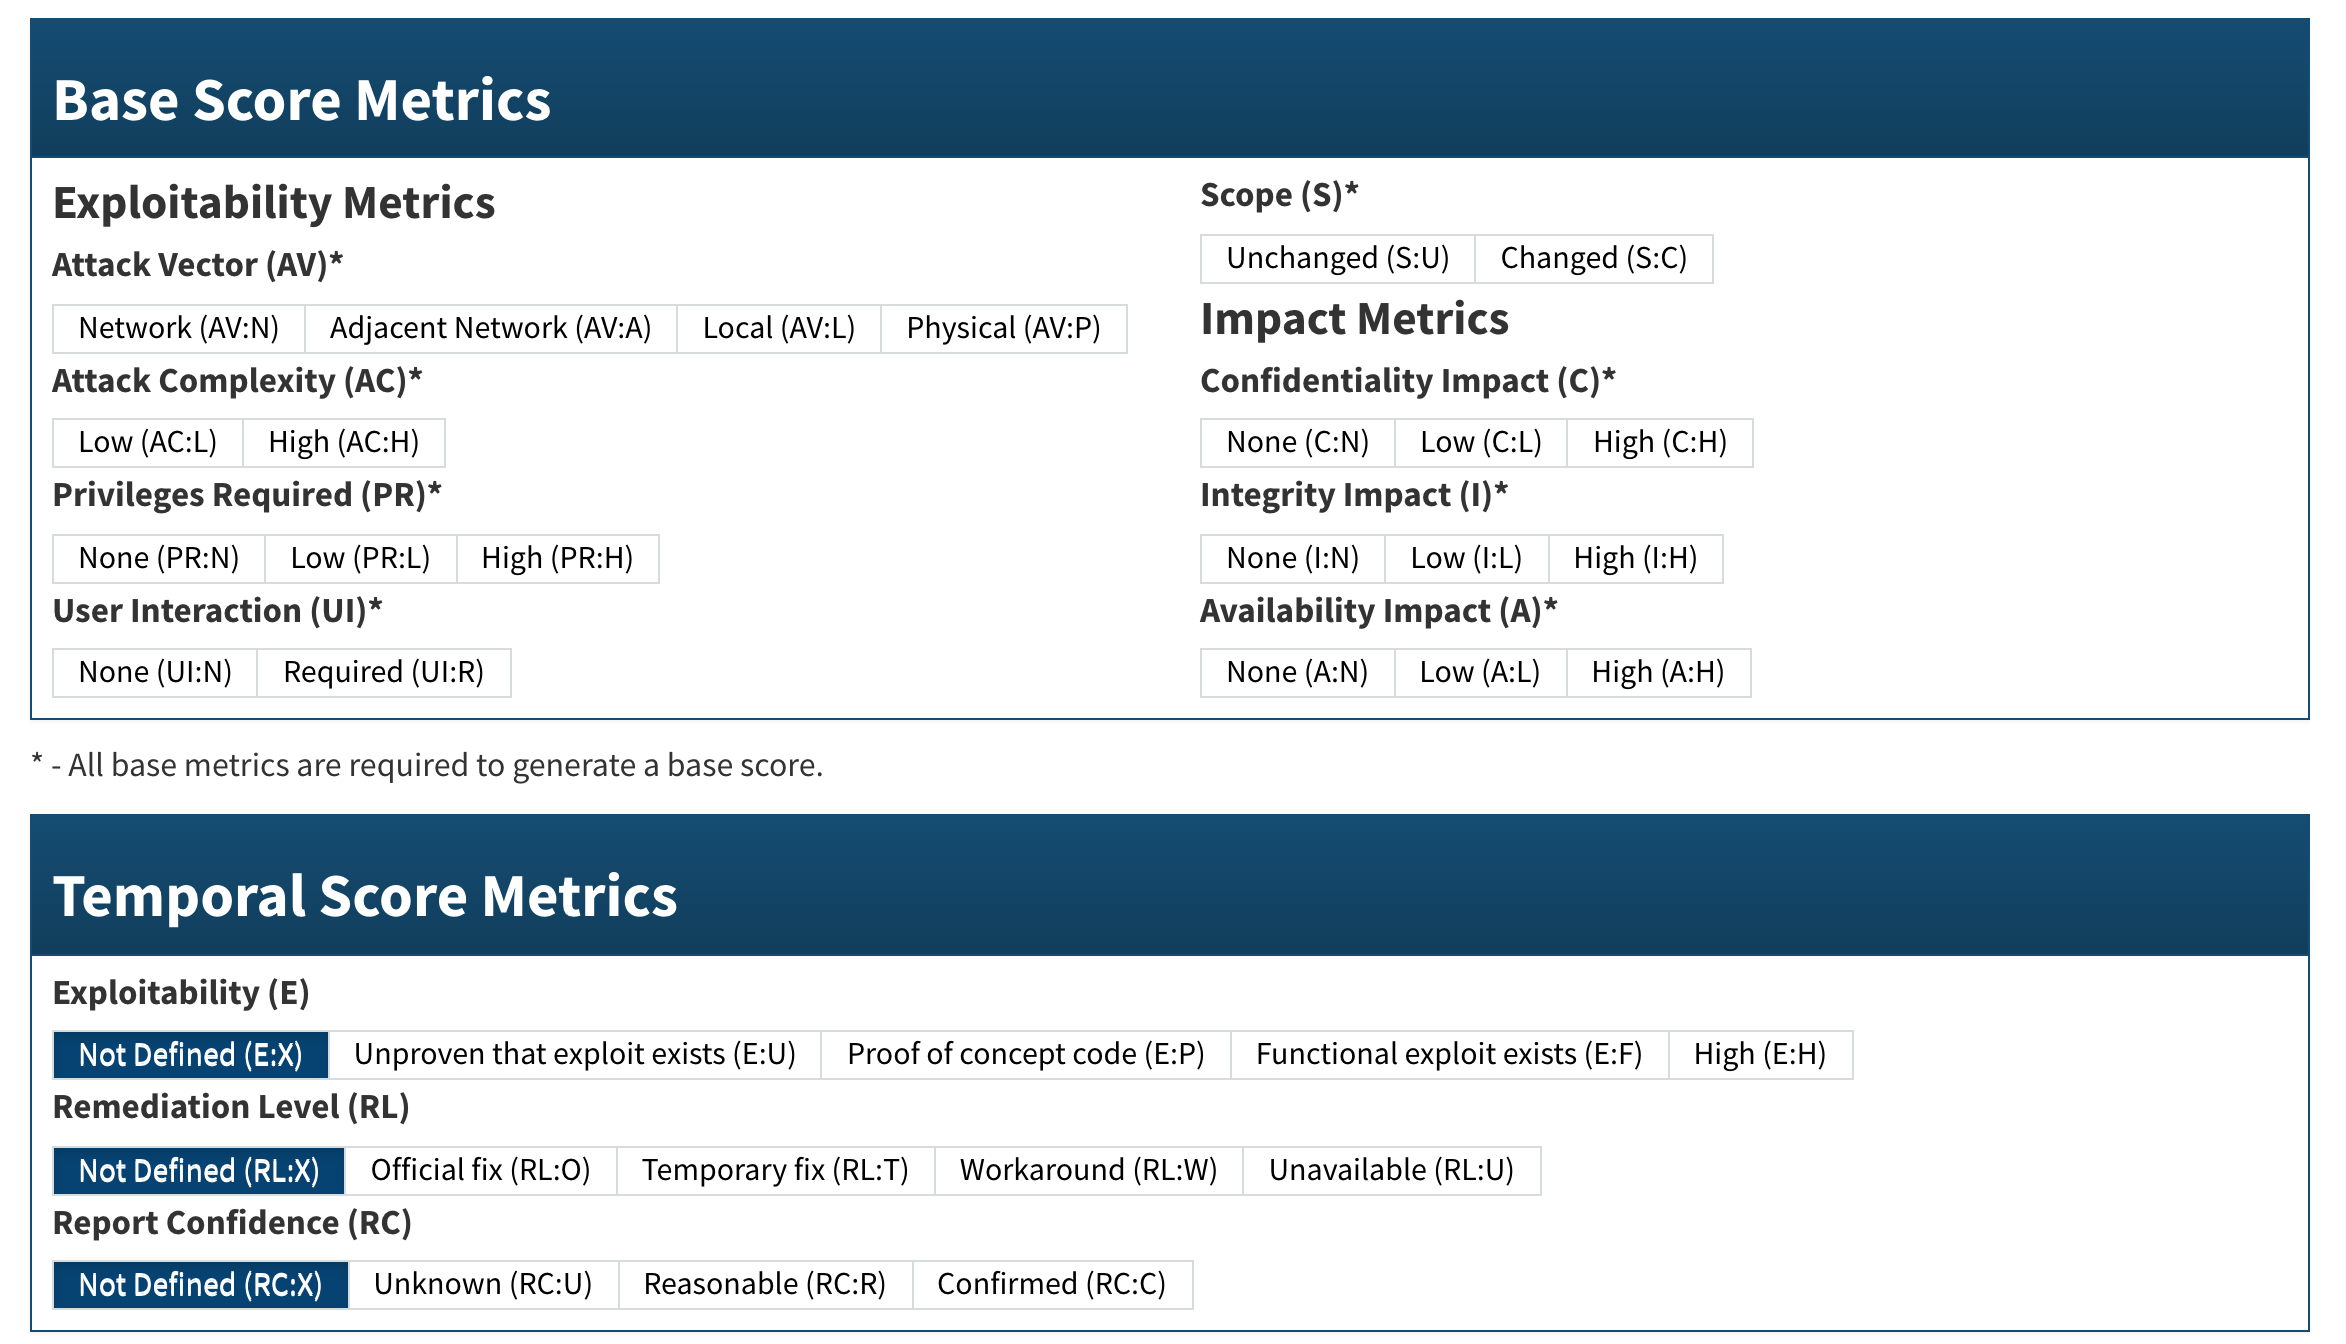 Base Score Metrics
Exploitability Metrics
Attack Vector (AV)*
Network (AV:N) Adjacent Network (AV:A) Local (AV:L) Physical (AV:P)
Attack Complexity (AC)*
Low (AC:L) High (AC:H)
Privileges Required (PR)*
None (PR:N) Low (PR:L) High (PR:H)
User Interaction (UI)*
None (UI:N) Required (UI:R)
Scope (S)*
Unchanged (S:U) Changed (S:C)
Impact Metrics
Confidentiality Impact (C)*
None (C:N) Low (C:L) High (C:H)
Integrity Impact (I)*
None (I:N) Low (I:L) High (I:H)
Availability Impact (A)*
None (A:N) Low (A:L) High (A:H)
* - All base metrics are required to generate a base score.
Temporal Score Metrics
Exploitability (E)
Not Defined (E:X) Unproven that exploit exists (E:U) Proof of concept code (E:P) Functional exploit exists (E:F) High (E:H)
Remediation Level (RL)
Not Defined (RL:X) Official fix (RL:O) Temporary fix (RL:T) Workaround (RL:W) Unavailable (RL:U)
Report Confidence (RC)
Not Defined (RC:X) Unknown (RC:U) Reasonable (RC:R) Confirmed (RC:C)